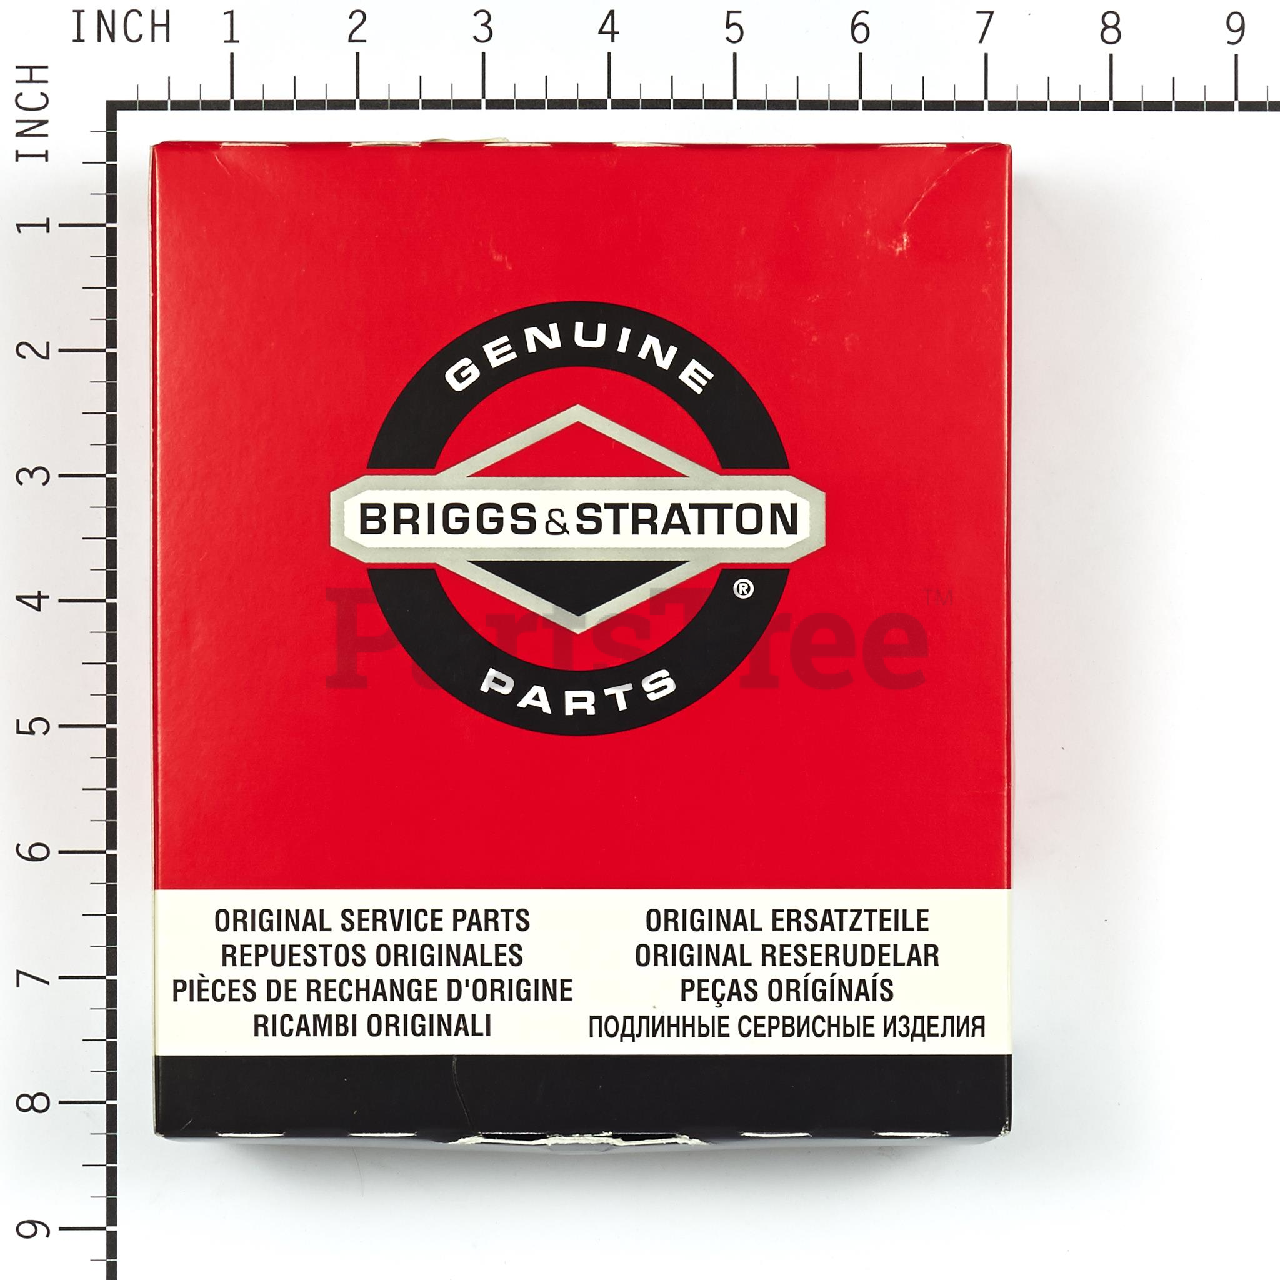 INCH 1 2 3 4 5 6 7 8 9
INCH 1 2 3 4 5 6 7 8 9
GENUINE
BRIGGS & STRATTON
®
PartsTree™
PARTS
ORIGINAL SERVICE PARTS
REPUESTOS ORIGINALES
PIÈCES DE RECHANGE D'ORIGINE
RICAMBI ORIGINALI
ORIGINAL ERSATZTEILE
ORIGINAL RESERUDELAR
PEÇAS ORÍGÍNAÍS
ПОДЛИННЫЕ СЕРВИСНЫЕ ИЗДЕЛИЯ